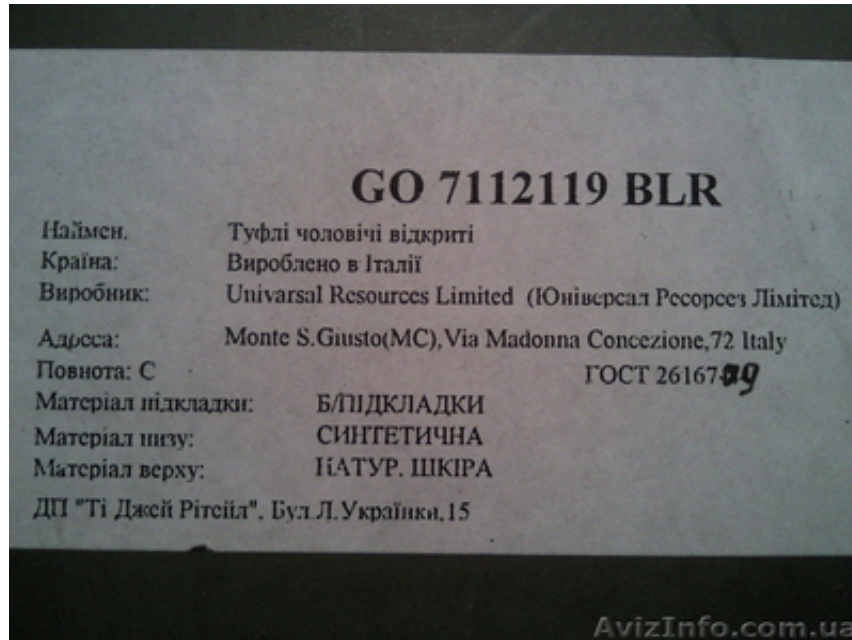 GO 7112119 BLR
Наймен. Туфлі чоловічі відкриті
Країна: Вироблено в Італії
Виробник: Univarsal Resources Limited (Юніверсал Ресорсез Лімітед)
Адреса: Monte S.Giusto(MC),Via Madonna Concezione,72 Italy
Повнота: С ГОСТ 26167-
Матеріал підкладки: Б/ПІДКЛАДКИ
Матеріал низу: СИНТЕТИЧНА
Матеріал верху: НАТУР. ШКІРА
ДП "Ті Джей Рітейл", Бул.Л.Українки,15
AvizInfo.com.ua